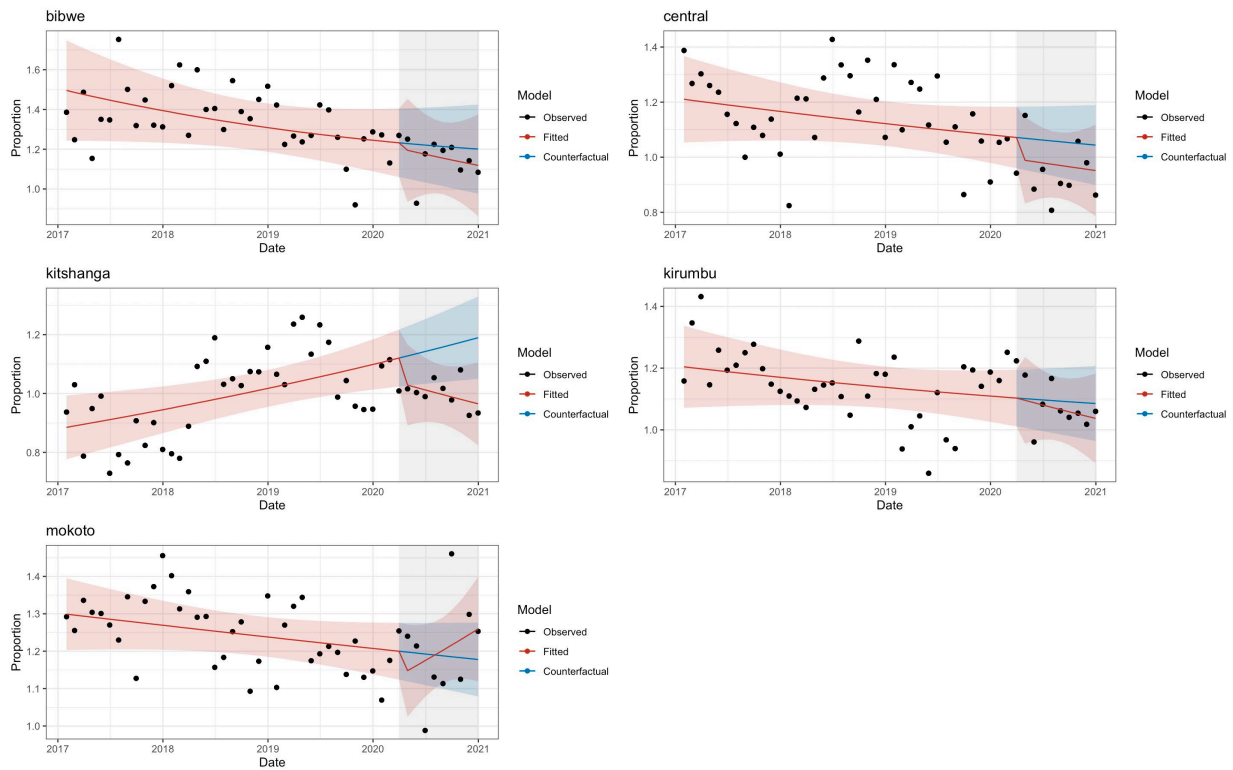 bibwe
Proportion
1.6
1.4
1.2
1.0
2017 2018 2019 2020 2021
Date
Model
Observed
Fitted
Counterfactual
central
Proportion
1.4
1.2
1.0
0.8
2017 2018 2019 2020 2021
Date
Model
Observed
Fitted
Counterfactual
kitshanga
Proportion
1.2
1.0
0.8
2017 2018 2019 2020 2021
Date
Model
Observed
Fitted
Counterfactual
kirumbu
Proportion
1.4
1.2
1.0
2017 2018 2019 2020 2021
Date
Model
Observed
Fitted
Counterfactual
mokoto
Proportion
1.4
1.3
1.2
1.1
1.0
2017 2018 2019 2020 2021
Date
Model
Observed
Fitted
Counterfactual